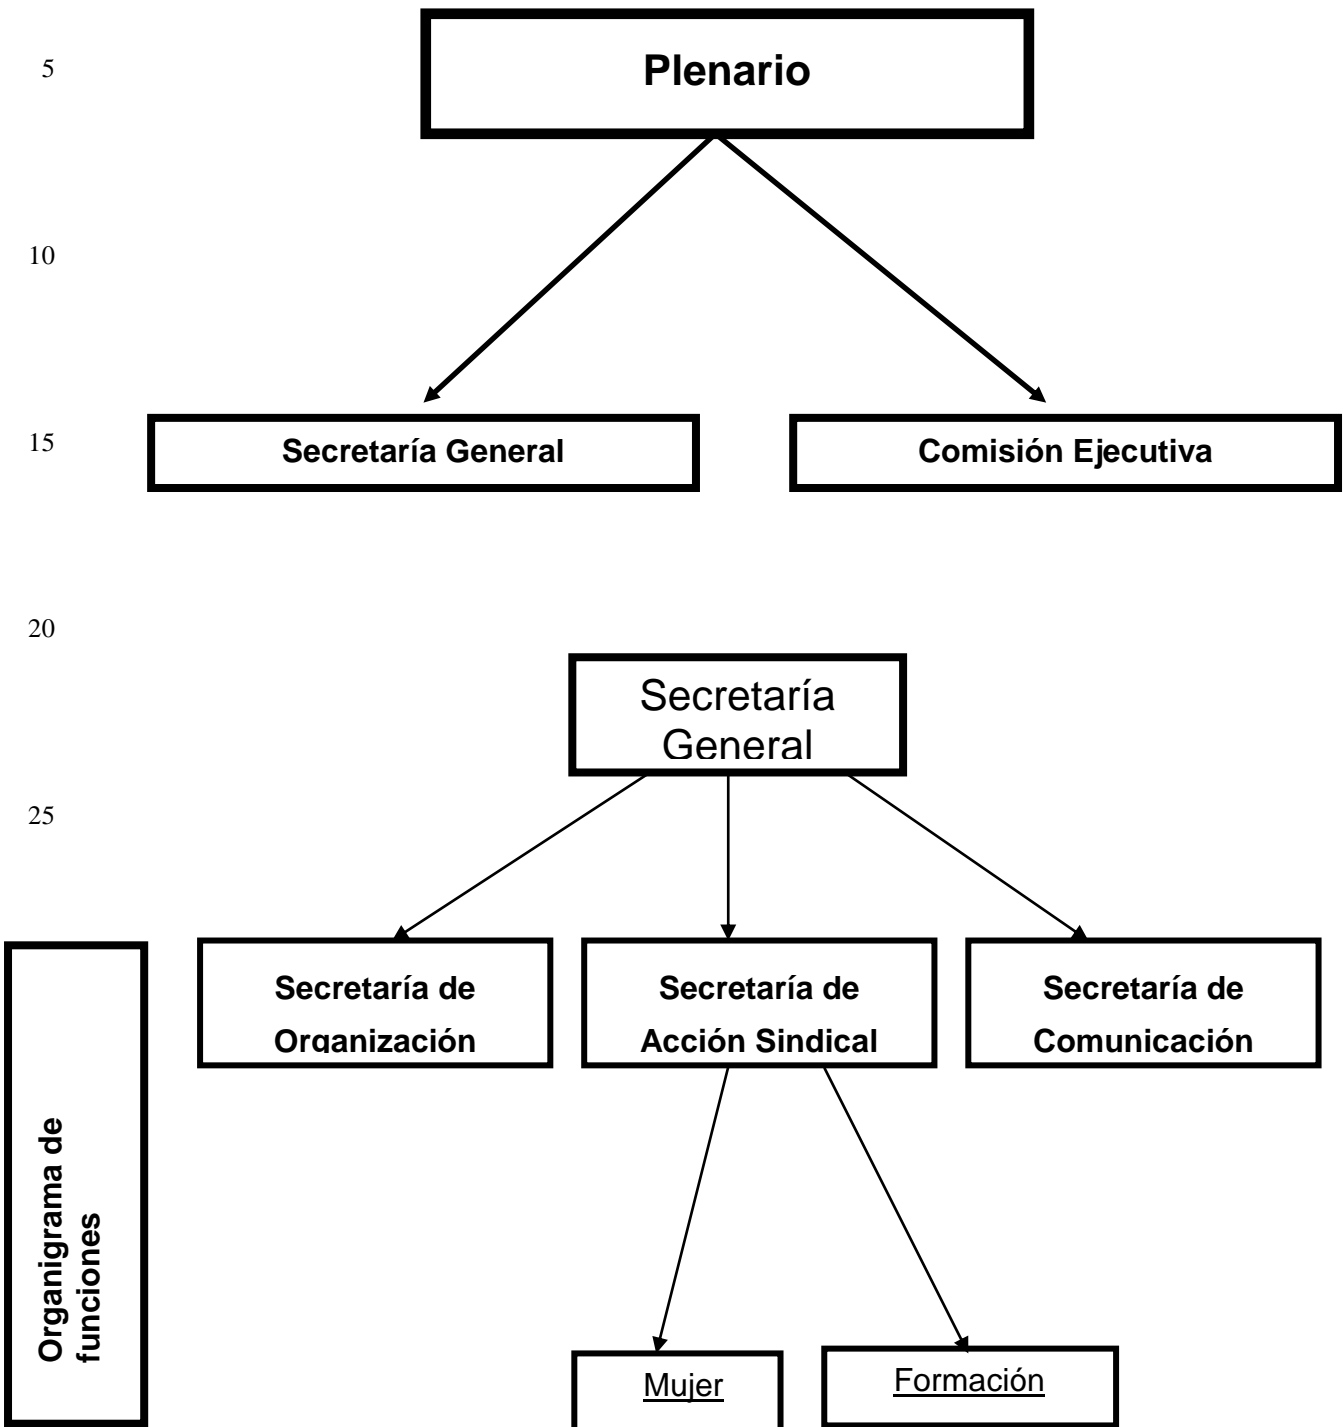 5
Plenario
10
15
Secretaría General
Comisión Ejecutiva
20
Secretaría
General
25
Secretaría de
Organización
Secretaría de
Acción Sindical
Secretaría de
Comunicación
Organigrama de
funciones
Mujer
Formación